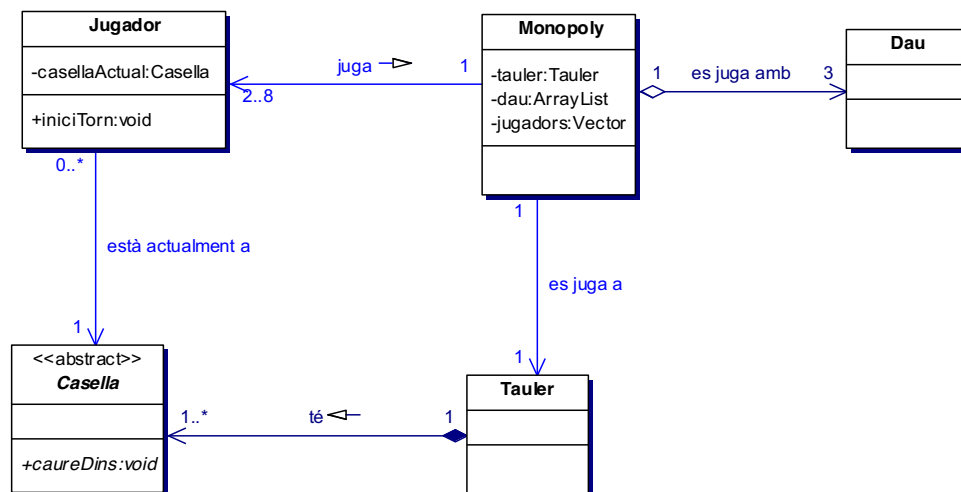 Jugador
-casellaActual:Casella
+iniciTorn:void
juga
1
2..8
Monopoly
-tauler:Tauler
-dau:ArrayList
-jugadors:Vector
1
es juga amb
3
Dau
0..*
està actualment a
1
1
es juga a
1
<<abstract>>
Casella
+caureDins:void
1..*
té
1
Tauler